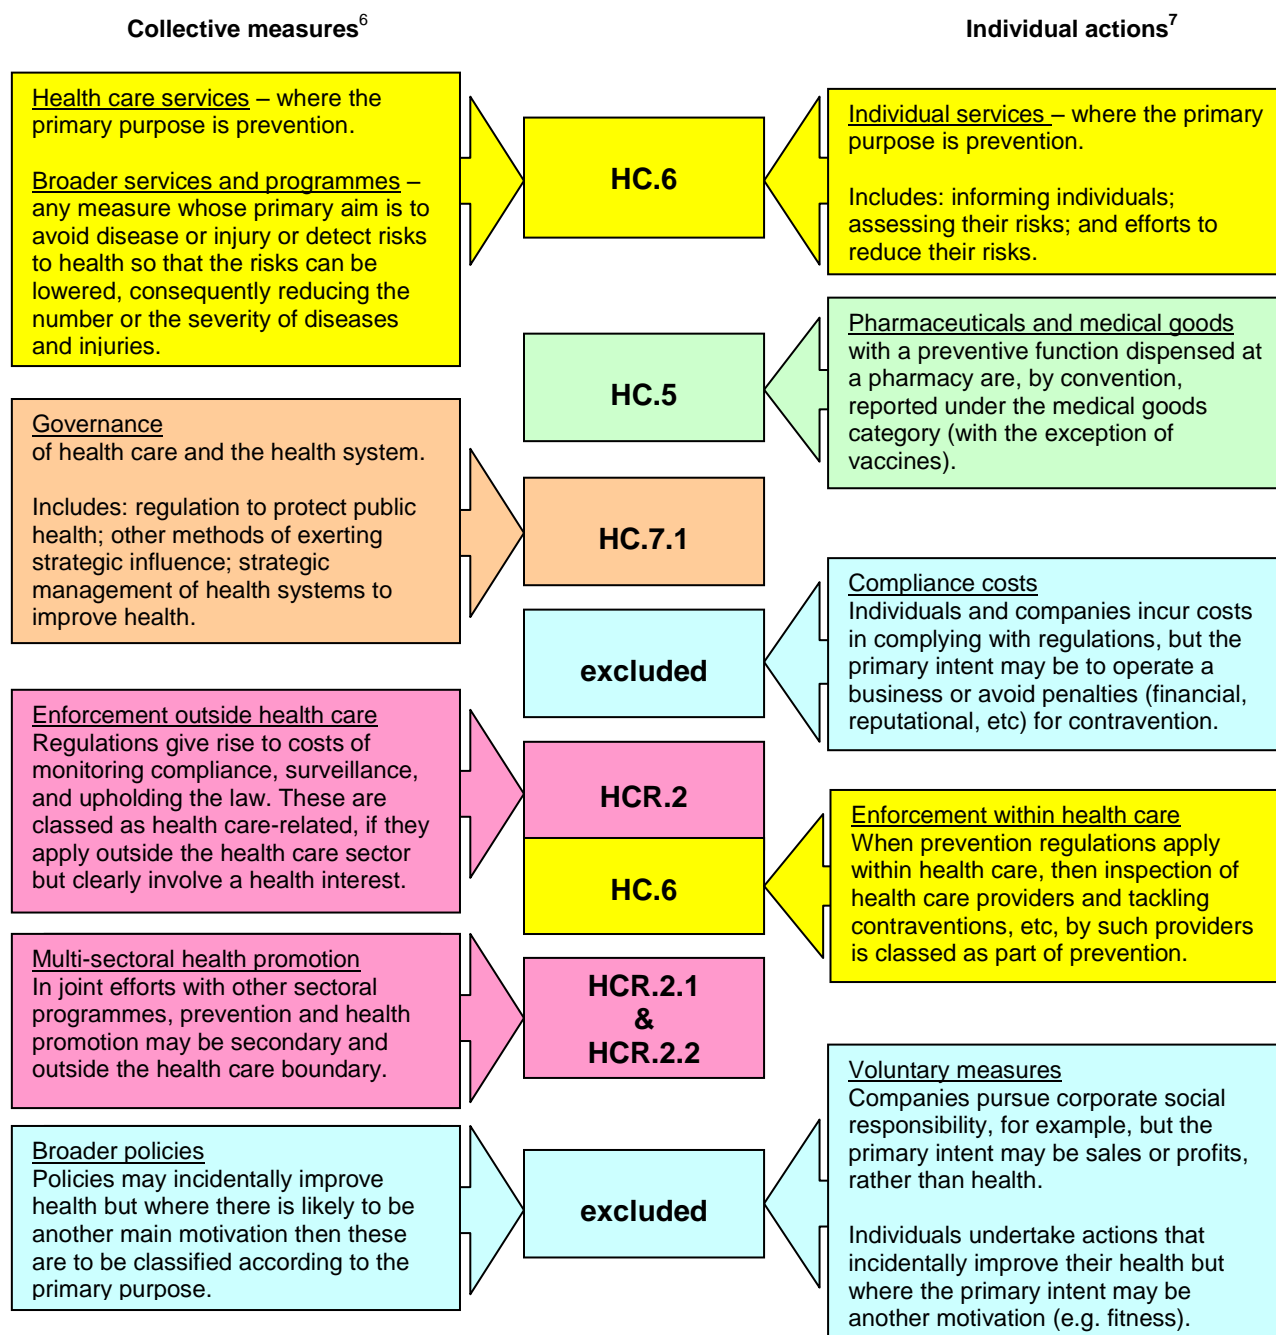 Collective measures6
Individual actions7
Health care services – where the
primary purpose is prevention.
Broader services and programmes –
any measure whose primary aim is to
avoid disease or injury or detect risks
to health so that the risks can be
lowered, consequently reducing the
number or the severity of diseases
and injuries.
HC.6
Individual services – where the primary
purpose is prevention.
Includes: informing individuals;
assessing their risks; and efforts to
reduce their risks.
HC.5
Pharmaceuticals and medical goods
with a preventive function dispensed at
a pharmacy are, by convention,
reported under the medical goods
category (with the exception of
vaccines).
Governance
of health care and the health system.
Includes: regulation to protect public
health; other methods of exerting
strategic influence; strategic
management of health systems to
improve health.
HC.7.1
excluded
Compliance costs
Individuals and companies incur costs
in complying with regulations, but the
primary intent may be to operate a
business or avoid penalties (financial,
reputational, etc) for contravention.
Enforcement outside health care
Regulations give rise to costs of
monitoring compliance, surveillance,
and upholding the law. These are
classed as health care-related, if they
apply outside the health care sector
but clearly involve a health interest.
HCR.2
HC.6
Enforcement within health care
When prevention regulations apply
within health care, then inspection of
health care providers and tackling
contraventions, etc, by such providers
is classed as part of prevention.
Multi-sectoral health promotion
In joint efforts with other sectoral
programmes, prevention and health
promotion may be secondary and
outside the health care boundary.
HCR.2.1
&
HCR.2.2
Broader policies
Policies may incidentally improve
health but where there is likely to be
another main motivation then these
are to be classified according to the
primary purpose.
excluded
Voluntary measures
Companies pursue corporate social
responsibility, for example, but the
primary intent may be sales or profits,
rather than health.
Individuals undertake actions that
incidentally improve their health but
where the primary intent may be
another motivation (e.g. fitness).